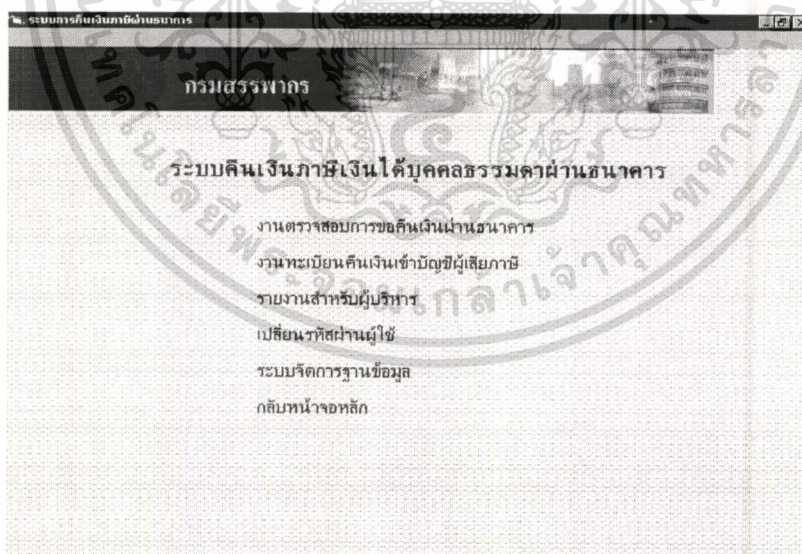 ระบบการคืนเงินภาษีผ่านธนาคาร
กรมสรรพากร
ระบบคืนเงินภาษีเงินได้บุคคลธรรมดาผ่านธนาคาร
งานตรวจสอบการขอคืนเงินผ่านธนาคาร
งานทะเบียนคืนเงินเข้าบัญชีผู้เสียภาษี
รายงานสำหรับผู้บริหาร
เปลี่ยนรหัสผ่านผู้ใช้
ระบบจัดการฐานข้อมูล
กลับหน้าจอหลัก